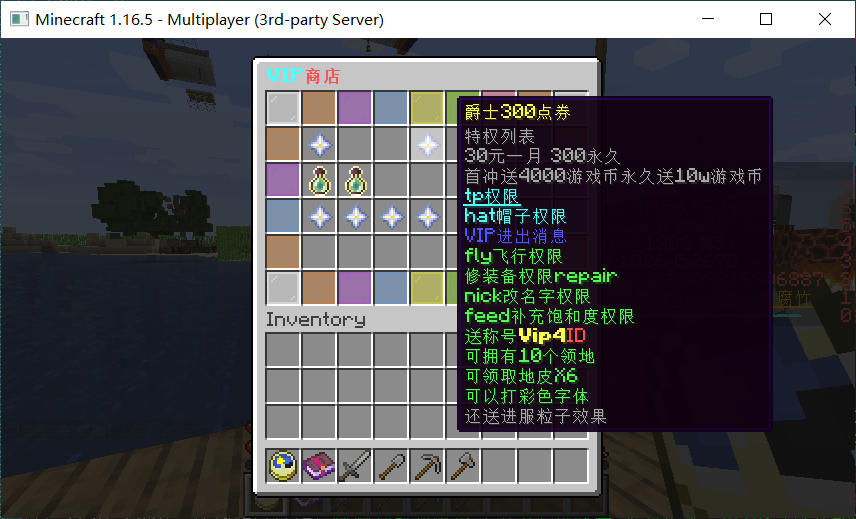 Minecraft 1.16.5 - Multiplayer (3rd-party Server)
VIP商店
爵士300点券
特权列表
30元一月 300永久
首冲送4000游戏币永久送10w游戏币
tp权限
hat帽子权限
VIP进出消息
fly飞行权限
修装备权限repair
nick改名字权限
feed补充饱和度权限
送称号Vip4ID
可拥有10个领地
可领取地皮X6
可以打彩色字体
还送进服粒子效果
Inventory